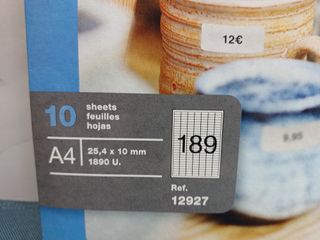 12€
9,95
10
sheets
feuilles
hojas
A4
25,4 x 10 mm
1890 U.
189
Ref.
12927